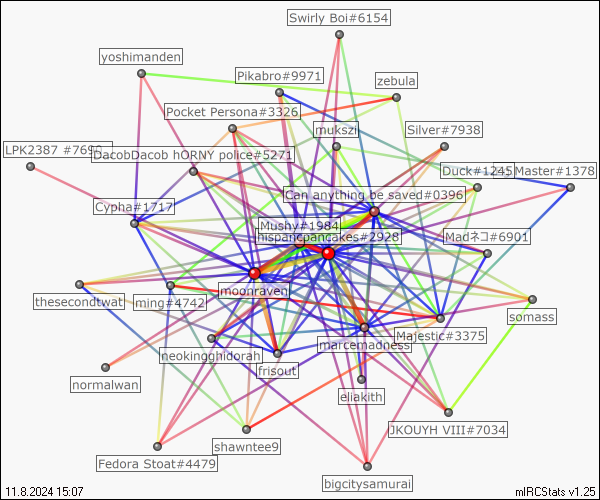 Swirly Boi#6154
yoshimanden
Pikabro#9971
zebula
Pocket Persona#3326
mukszi
Silver#7938
LPK2387 #769
DacobDacob hORNY police#5271
Duck#1245
Master#1378
Can anything be saved#0396
Cypha#1717
Mushy#1984
hispanicpancakes#2928
Madネコ#6901
moonraven
thesecondtwat
ming#4742
somass
Majestic#3375
marcemadness
neokingghidorah
frisout
normalwan
eliakith
JKOUYH VIII#7034
shawntee9
Fedora Stoat#4479
bigcitysamurai
11.8.2024 15:07
mIRCStats v1.25